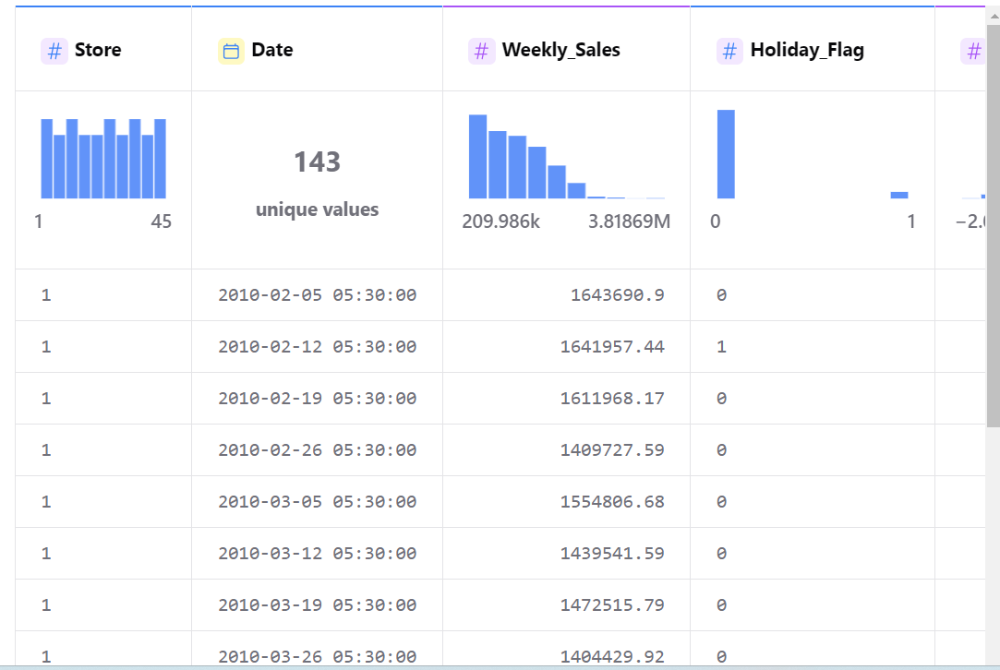 # Store Date # Weekly_Sales # Holiday_Flag #
143
unique values
1 45 209.986k 3.81869M 0 1 −2.0
1 2010-02-05 05:30:00 1643690.9 0
1 2010-02-12 05:30:00 1641957.44 1
1 2010-02-19 05:30:00 1611968.17 0
1 2010-02-26 05:30:00 1409727.59 0
1 2010-03-05 05:30:00 1554806.68 0
1 2010-03-12 05:30:00 1439541.59 0
1 2010-03-19 05:30:00 1472515.79 0
1 2010-03-26 05:30:00 1404429.92 0